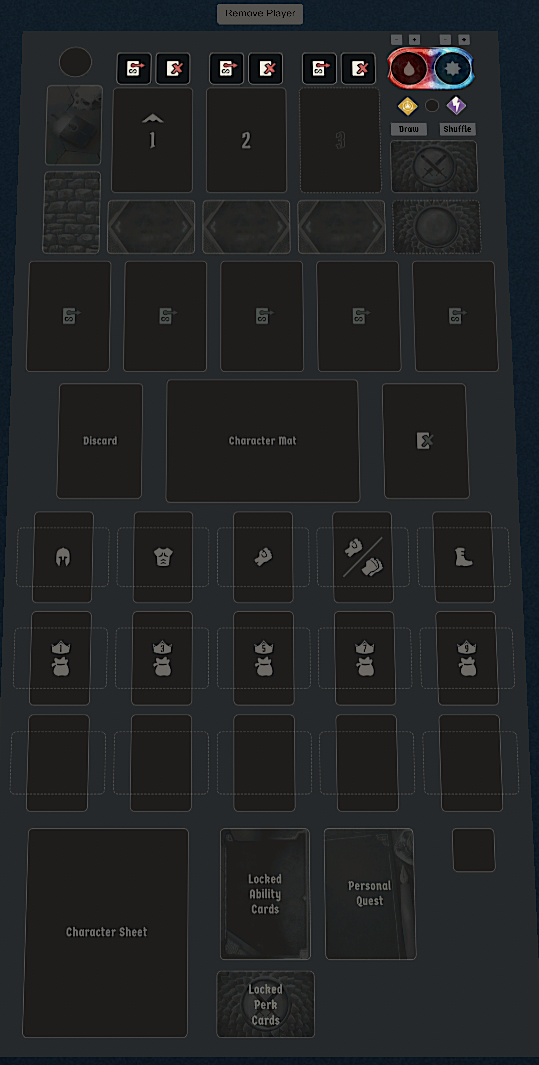 Remove Player
- + - +
1
2
3
Draw
Shuffle
Discard
Character Mat
1
3
5
7
9
Character Sheet
Locked
Ability
Cards
Personal
Quest
Locked
Perk
Cards